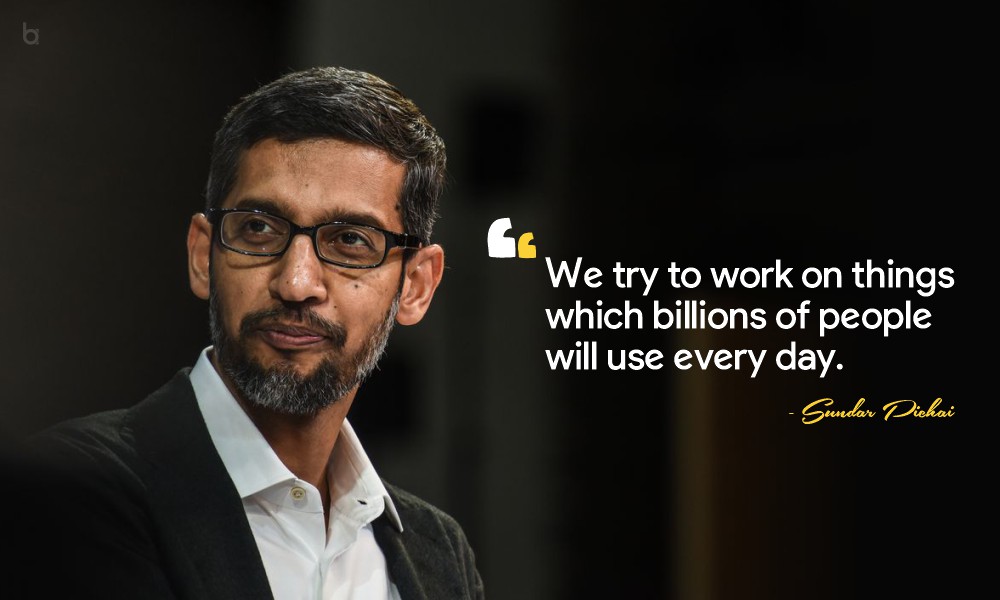 We try to work on things
which billions of people
will use every day.
- Sundar Pichai